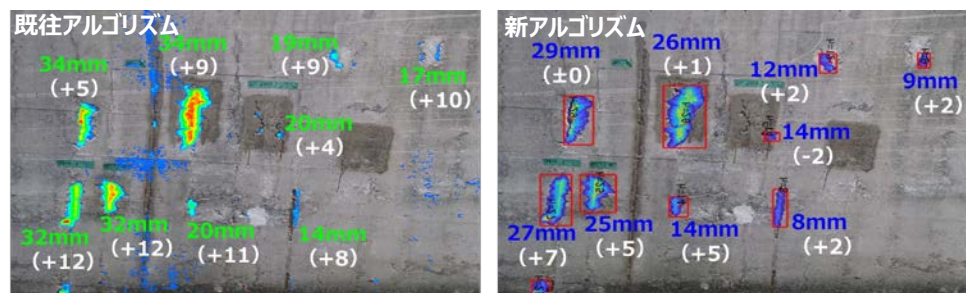 既往アルゴリズム
34mm
(+5)
34mm
(+9)
19mm
(+9)
17mm
(+10)
20mm
(+4)
32mm
(+12)
32mm
(+12)
20mm
(+11)
14mm
(+8)
新アルゴリズム
29mm
(±0)
26mm
(+1)
12mm
(+2)
9mm
(+2)
14mm
(-2)
27mm
(+7)
25mm
(+5)
14mm
(+5)
8mm
(+2)